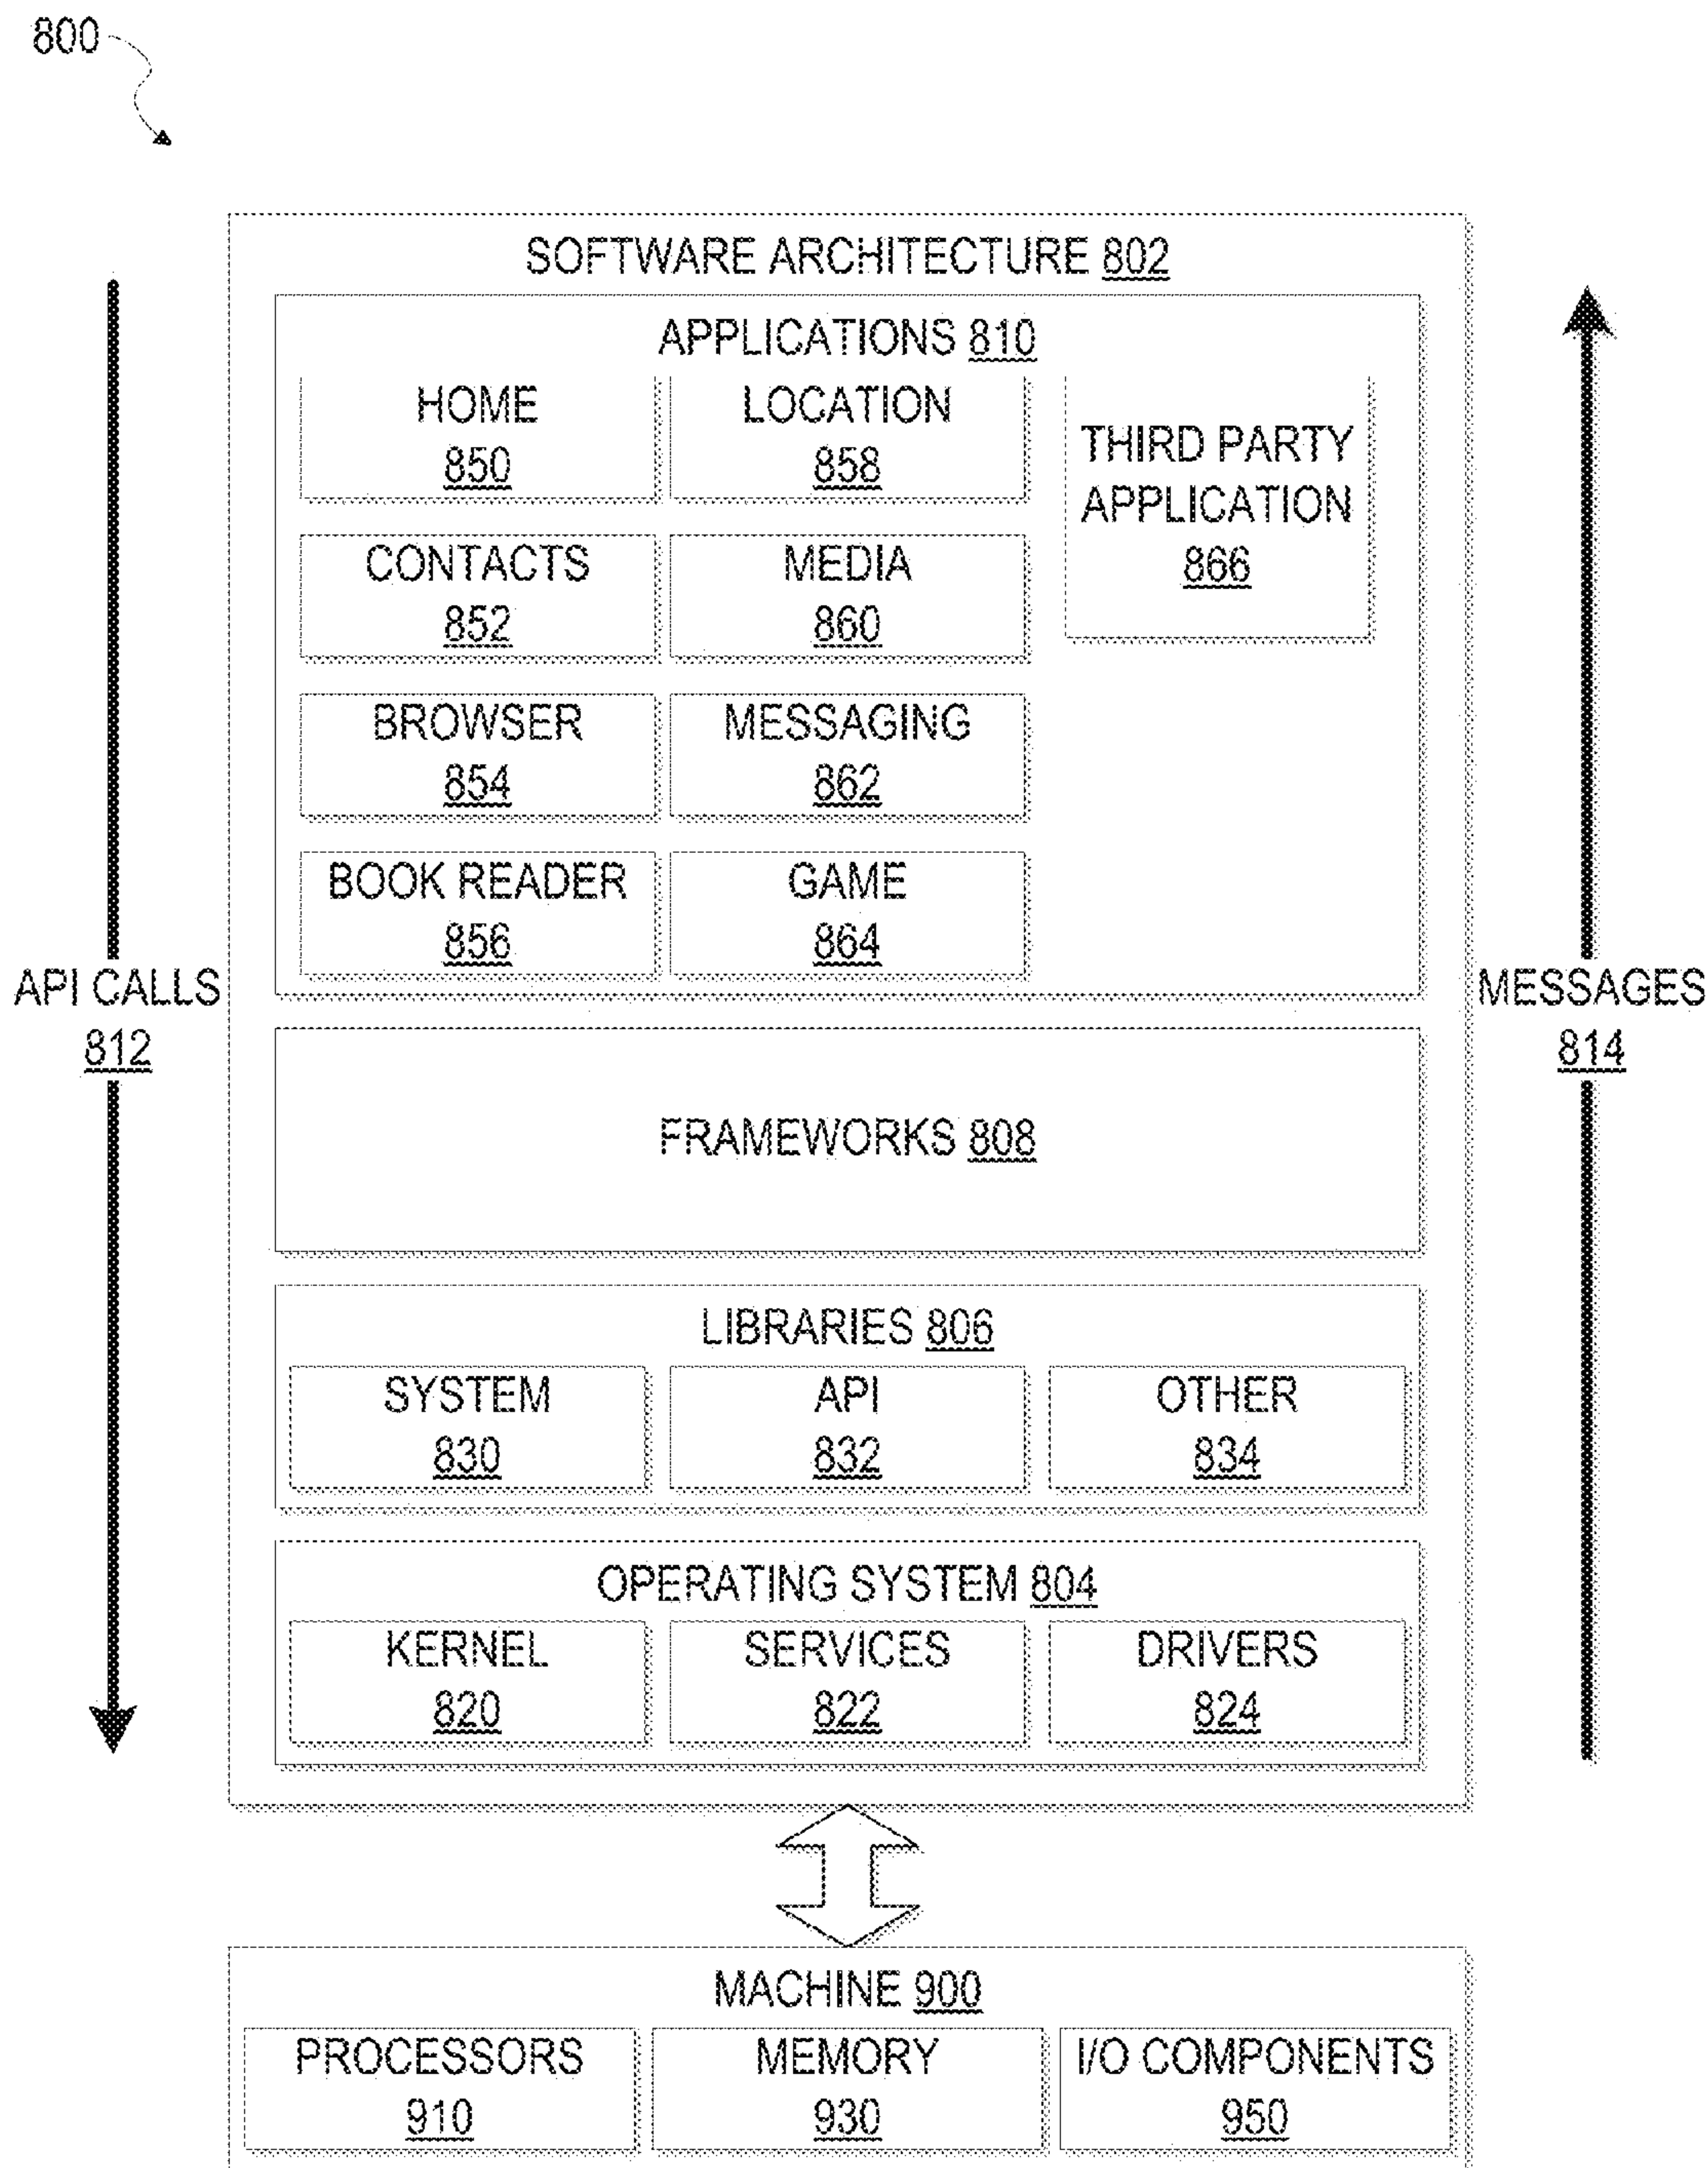 800
SOFTWARE ARCHITECTURE 802
APPLICATIONS 810
HOME
850
LOCATION
858
THIRD PARTY
APPLICATION
866
CONTACTS
852
MEDIA
860
BROWSER
854
MESSAGING
862
BOOK READER
856
GAME
864
API CALLS
812
MESSAGES
814
FRAMEWORKS 808
LIBRARIES 806
SYSTEM
830
API
832
OTHER
834
OPERATING SYSTEM 804
KERNEL
820
SERVICES
822
DRIVERS
824
MACHINE 900
PROCESSORS
910
MEMORY
930
I/O COMPONENTS
950